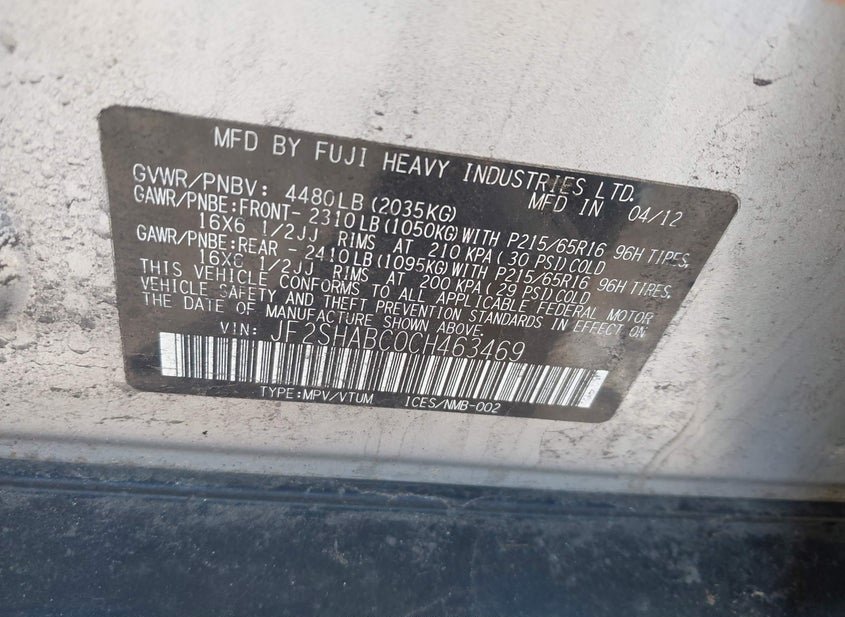 MFD BY FUJI HEAVY INDUSTRIES LTD.
GVWR/PNBV: 4480LB(2035KG) MFD IN 04/12
GAWR/PNBE:FRONT- 2310LB(1050KG)WITH P215/65R16 96H TIRES,
16X6 1/2JJ RIMS AT 210 KPA(30 PSI)COLD
GAWR/PNBE:REAR - 2410LB(1095KG)WITH P215/65R16 96H TIRES,
16X6 1/2JJ RIMS AT 200 KPA(29 PSI)COLD
THIS VEHICLE CONFORMS TO ALL APPLICABLE FEDERAL MOTOR
VEHICLE SAFETY AND THEFT PREVENTION STANDARDS IN EFFECT ON
THE DATE OF MANUFACTURE SHOWN ABOVE.
VIN: JF2SHABC0CH463469
TYPE:MPV/VTUM ICES/NMB-002